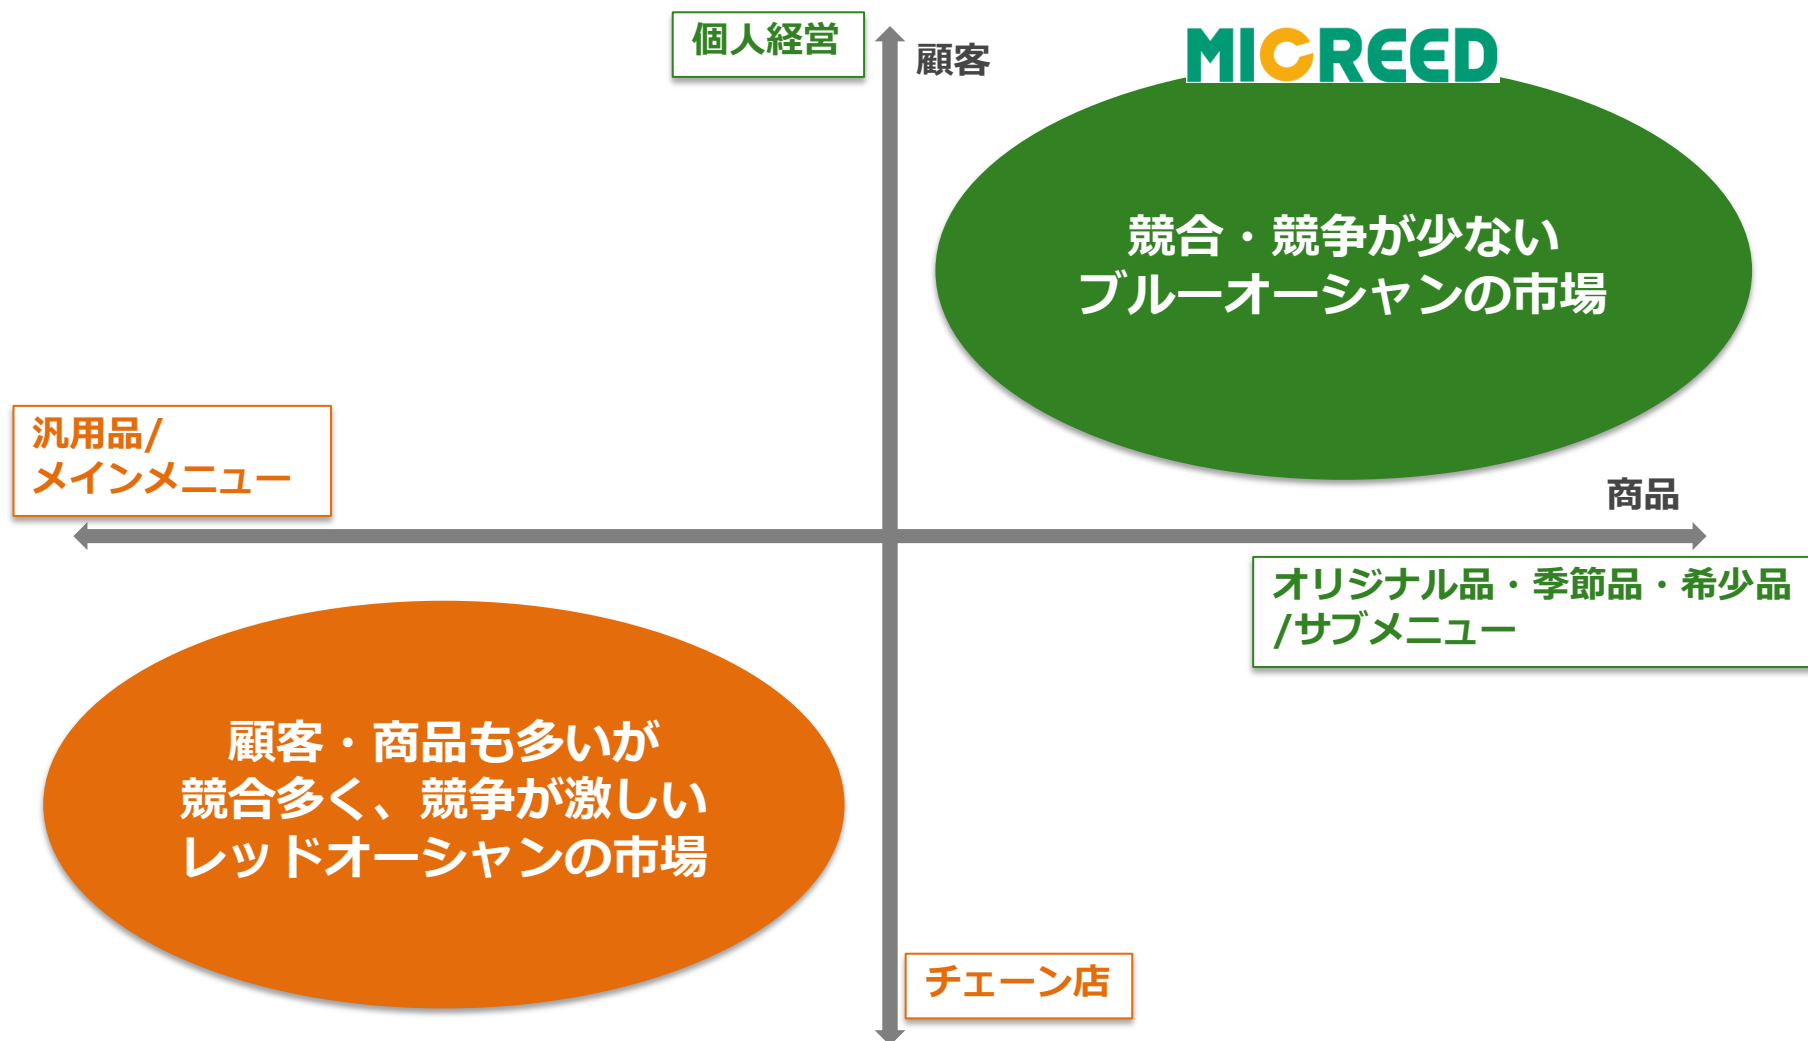 個人経営
顧客
MICREED
競合・競争が少ない
ブルーオーシャンの市場
汎用品/
メインメニュー
商品
オリジナル品・季節品・希少品
/サブメニュー
顧客・商品も多いが
競合多く、競争が激しい
レッドオーシャンの市場
チェーン店